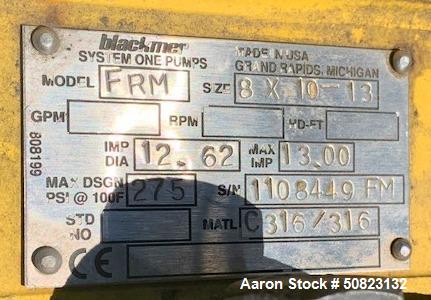 blackmer
SYSTEM ONE PUMPS
MADE IN USA
GRAND RAPIDS, MICHIGAN
MODEL FRM SIZE 8 X 10-13
GPM RPM HD-FT
IMP DIA 12.62 MAX IMP 13.00
MAX DSGN PSI @ 100F 275 S/N 1108449 FM
STD NO MATL C316/316
CE
808199
Aaron Stock # 50823132